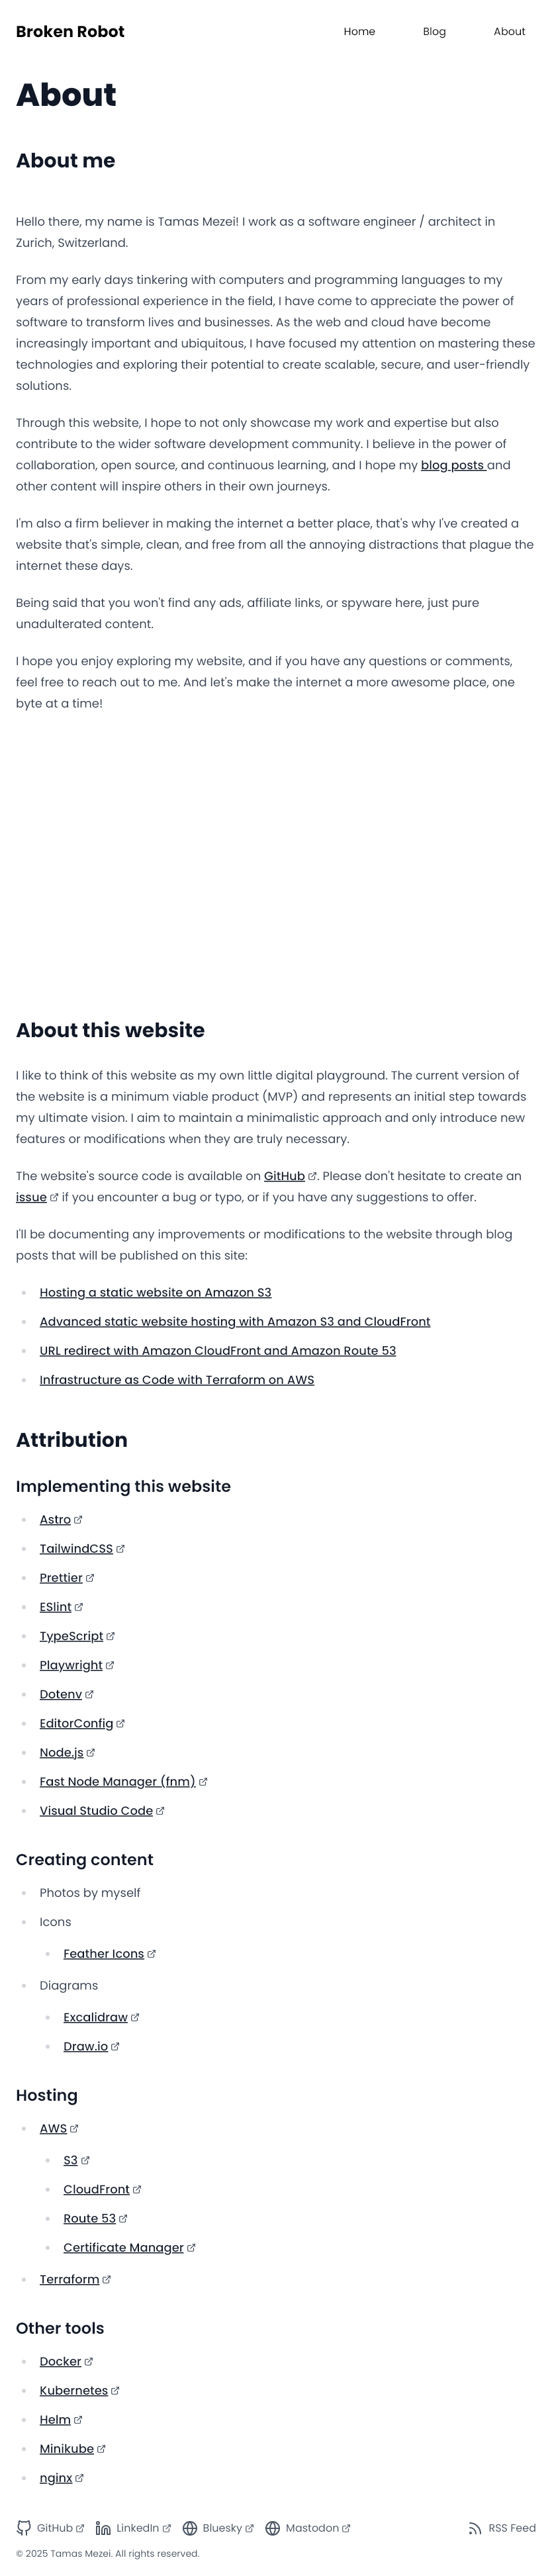 Broken Robot
Home
Blog
About
About
About me
Hello there, my name is Tamas Mezei! I work as a software engineer / architect in
Zurich, Switzerland.
From my early days tinkering with computers and programming languages to my
years of professional experience in the field, I have come to appreciate the power of
software to transform lives and businesses. As the web and cloud have become
increasingly important and ubiquitous, I have focused my attention on mastering these
technologies and exploring their potential to create scalable, secure, and user-friendly
solutions.
Through this website, I hope to not only showcase my work and expertise but also
contribute to the wider software development community. I believe in the power of
collaboration, open source, and continuous learning, and I hope my blog posts and
other content will inspire others in their own journeys.
I'm also a firm believer in making the internet a better place, that's why I've created a
website that's simple, clean, and free from all the annoying distractions that plague the
internet these days.
Being said that you won't find any ads, affiliate links, or spyware here, just pure
unadulterated content.
I hope you enjoy exploring my website, and if you have any questions or comments,
feel free to reach out to me. And let's make the internet a more awesome place, one
byte at a time!
About this website
I like to think of this website as my own little digital playground. The current version of
the website is a minimum viable product (MVP) and represents an initial step towards
my ultimate vision. I aim to maintain a minimalistic approach and only introduce new
features or modifications when they are truly necessary.
The website's source code is available on GitHub. Please don't hesitate to create an
issue if you encounter a bug or typo, or if you have any suggestions to offer.
I'll be documenting any improvements or modifications to the website through blog
posts that will be published on this site:
Hosting a static website on Amazon S3
Advanced static website hosting with Amazon S3 and CloudFront
URL redirect with Amazon CloudFront and Amazon Route 53
Infrastructure as Code with Terraform on AWS
Attribution
Implementing this website
Astro
TailwindCSS
Prettier
ESlint
TypeScript
Playwright
Dotenv
EditorConfig
Node.js
Fast Node Manager (fnm)
Visual Studio Code
Creating content
Photos by myself
Icons
Feather Icons
Diagrams
Excalidraw
Draw.io
Hosting
AWS
S3
CloudFront
Route 53
Certificate Manager
Terraform
Other tools
Docker
Kubernetes
Helm
Minikube
nginx
GitHub
LinkedIn
Bluesky
Mastodon
RSS Feed
© 2025 Tamas Mezei. All rights reserved.